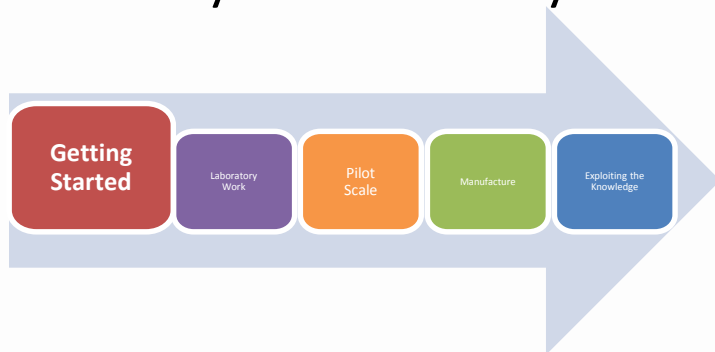 Getting
Started
Laboratory
Work
Pilot
Scale
Manufacture
Exploiting the
Knowledge